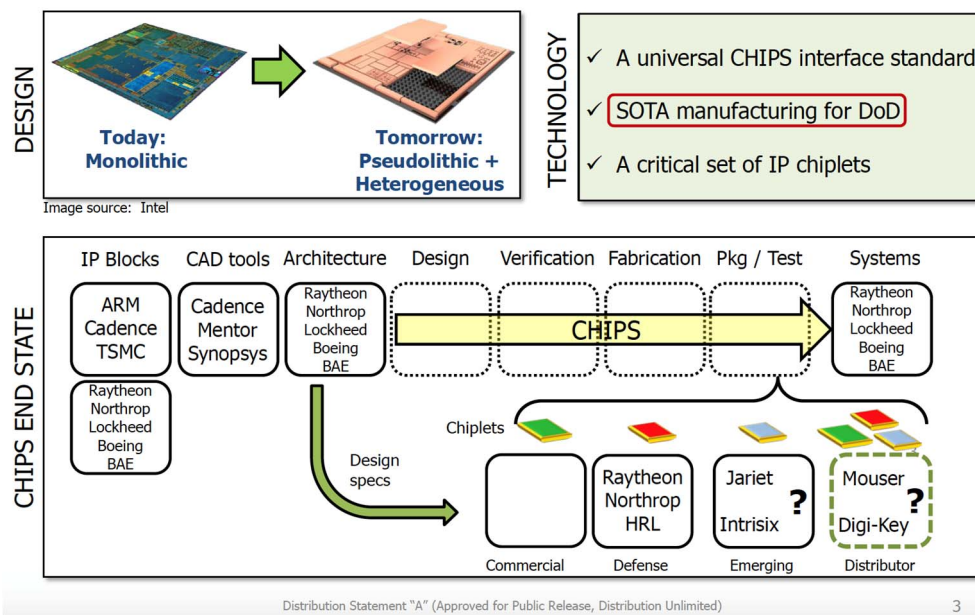 DESIGN
Today:
Monolithic
Tomorrow:
Pseudolithic +
Heterogeneous
Image source: Intel
TECHNOLOGY
✓ A universal CHIPS interface standard
✓ SOTA manufacturing for DoD
✓ A critical set of IP chiplets
CHIPS END STATE
IP Blocks CAD tools Architecture Design Verification Fabrication Pkg / Test Systems
ARM
Cadence
TSMC
Raytheon
Northrop
Lockheed
Boeing
BAE
Cadence
Mentor
Synopsys
Raytheon
Northrop
Lockheed
Boeing
BAE
CHIPS
Raytheon
Northrop
Lockheed
Boeing
BAE
Design
specs
Chiplets
Raytheon
Northrop
HRL
Jariet
?
Intrisix
Mouser
?
Digi-Key
Commercial Defense Emerging Distributor
Distribution Statement "A" (Approved for Public Release, Distribution Unlimited) 3